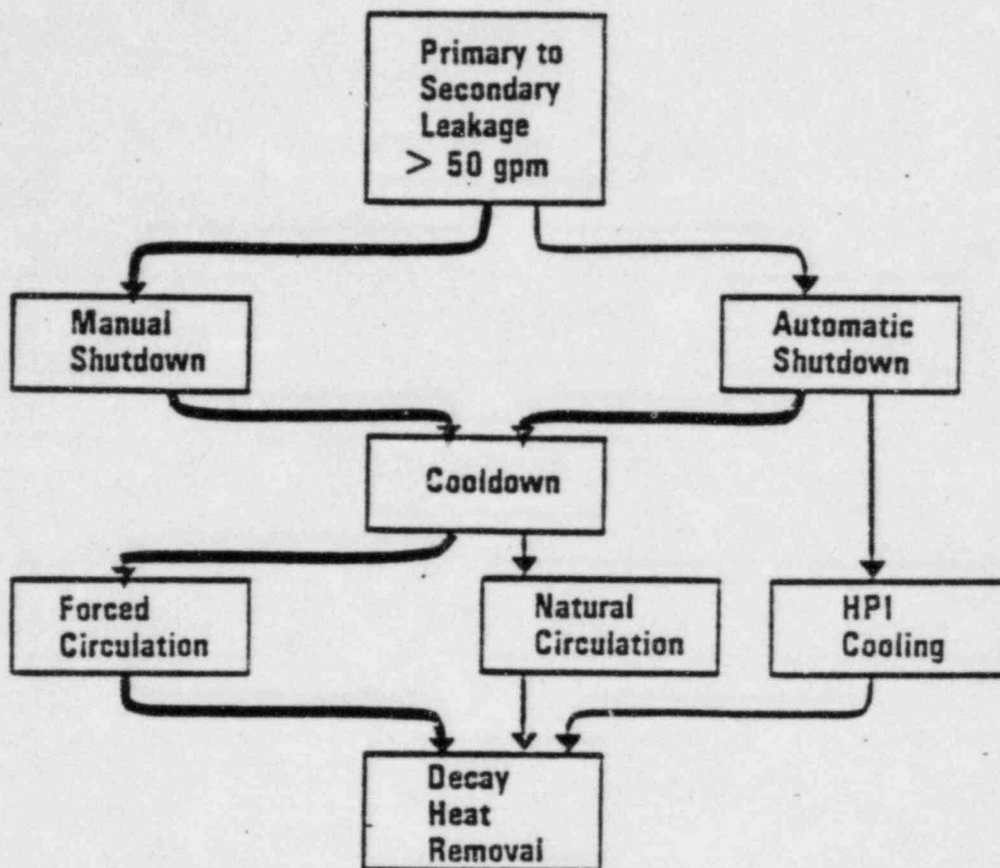 Primary to
Secondary
Leakage
> 50 gpm
Manual
Shutdown
Automatic
Shutdown
Cooldown
Forced
Circulation
Natural
Circulation
HPI
Cooling
Decay
Heat
Removal